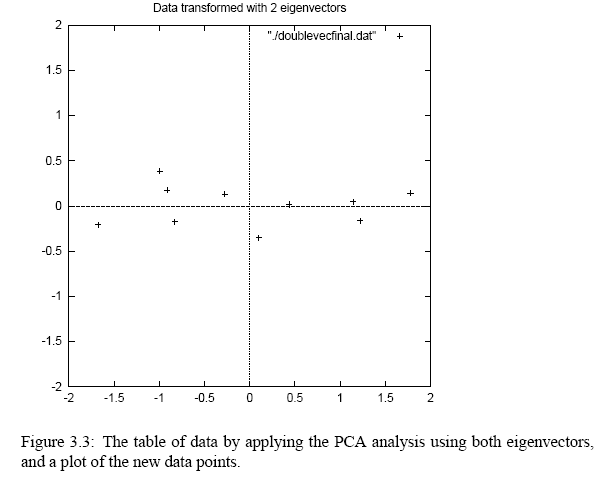 Data transformed with 2 eigenvectors
2
"./doublevecfinal.dat"
1.5
1
0.5
0
-0.5
-1
-1.5
-2
-2 -1.5 -1 -0.5 0 0.5 1 1.5 2
Figure 3.3: The table of data by applying the PCA analysis using both eigenvectors,
and a plot of the new data points.